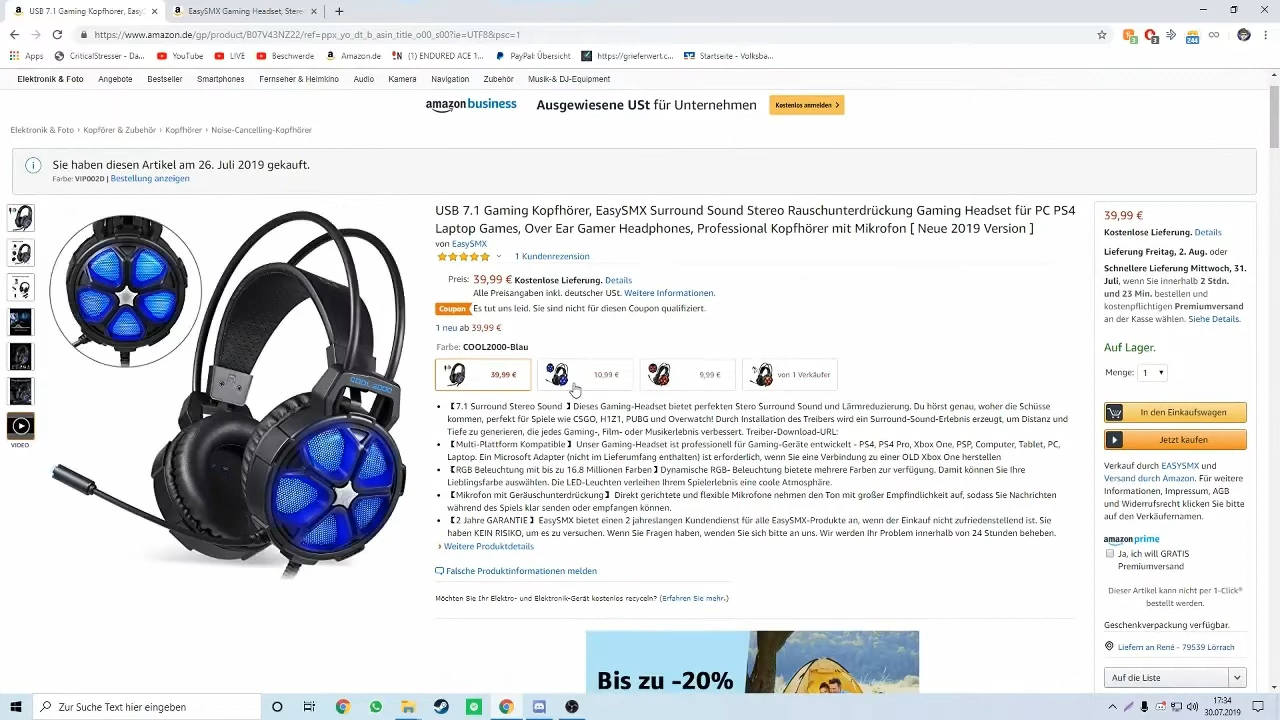 USB 7.1 Gaming Kopfhörer, EasyS
EasySMX Gaming Headset, Stere
https://www.amazon.de/gp/product/B07V43NZ22/ref=ppx_yo_dt_b_asin_title_o00_s00?ie=UTF8&psc=1
Apps CriticalStresser - Da... YouTube LIVE Beschwerde Amazon.de (1) ENDURED ACE 1... PayPal Übersicht https://grieferwert.c... Startseite - Volksba...
Elektronik & Foto Angebote Bestseller Smartphones Fernseher & Heimkino Audio Kamera Navigation Zubehör Musik- & DJ-Equipment
amazon business Ausgewiesene USt für Unternehmen Kostenlos anmelden
Elektronik & Foto › Kopförer & Zubehör › Kopfhörer › Noise-Cancelling-Kopfhörer
Sie haben diesen Artikel am 26. Juli 2019 gekauft.
Farbe: VIP002D | Bestellung anzeigen
USB 7.1 Gaming Kopfhörer, EasySMX Surround Sound Stereo Rauschunterdrückung Gaming Headset für PC PS4
Laptop Games, Over Ear Gamer Headphones, Professional Kopfhörer mit Mikrofon [ Neue 2019 Version ]
von EasySMX
1 Kundenrezension
Preis: 39,99 € Kostenlose Lieferung. Details
Alle Preisangaben inkl. deutscher USt. Weitere Informationen.
Coupon Es tut uns leid. Sie sind nicht für diesen Coupon qualifiziert.
1 neu ab 39,99 €
Farbe: COOL2000-Blau
39,99 € 10,99 € 9,99 € von 1 Verkäufer
• 【7.1 Surround Stereo Sound 】Dieses Gaming-Headset bietet perfekten Stero Surround Sound und Lärmreduzierung. Du hörst genau, woher die Schüsse
kommen, perfekt für Spiele wie CSGO, H1Z1, PUBG und Overwatch! Durch Installation des Treibers wird ein Surround-Sound-Erlebnis erzeugt, um Distanz und
Tiefe zu generieren, die jedes Gaming-, Film- oder Musikerlebnis verbessert. Treiber-Download-URL:
• 【Multi-Plattform Kompatible】Unser Gaming-Headset ist professionell für Gaming-Geräte entwickelt - PS4, PS4 Pro, Xbox One, PSP, Computer, Tablet, PC,
Laptop. Ein Microsoft Adapter (nicht im Lieferumfang enthalten) ist erforderlich, wenn Sie eine Verbindung zu einer OLD Xbox One herstellen
• 【RGB Beleuchtung mit bis zu 16.8 Millionen Farben】Dynamische RGB- Beleuchtung bietet mehrere Farben zur verfügung. Damit können Sie Ihre
Lieblingsfarbe auswählen. Die LED-Leuchten verleihen Ihrem Spielerlebnis eine coole Atmosphäre.
• 【Mikrofon mit Geräuschunterdrückung】Direkt gerichtete und flexible Mikrofone nehmen den Ton mit großer Empfindlichkeit auf, sodass Sie Nachrichten
während des Spiels klar senden oder empfangen können.
• 【2 Jahre GARANTIE】EasySMX bietet einen 2 jahreslangen Kundendienst für alle EasySMX-Produkte an, wenn der Einkauf nicht zufriedenstellend ist. Sie
haben KEIN RISIKO, um es zu versuchen. Wenn Sie Fragen haben, wenden Sie sich bitte an uns. Wir werden Ihr Problem innerhalb von 24 Stunden beheben.
› Weitere Produktdetails
Falsche Produktinformationen melden
Möchten Sie Ihr Elektro- und Elektronik-Gerät kostenlos recyceln? (Erfahren Sie mehr.)
Bis zu -20%
COOL 2000
VIDEO
39,99 €
Kostenlose Lieferung. Details
Lieferung Freitag, 2. Aug. oder
Schnellere Lieferung Mittwoch, 31.
Juli, wenn Sie innerhalb 2 Stdn.
und 23 Min. bestellen und
kostenpflichtigen Premiumversand
an der Kasse wählen. Siehe Details.
Auf Lager.
Menge: 1
In den Einkaufswagen
Jetzt kaufen
Verkauf durch EASYSMX und
Versand durch Amazon. Für weitere
Informationen, Impressum, AGB
und Widerrufsrecht klicken Sie bitte
auf den Verkäufernamen.
amazon prime
Ja, ich will GRATIS
Premiumversand
Dieser Artikel kann nicht per 1-Click®
bestellt werden.
Geschenkverpackung verfügbar.
Liefern an René - 79539 Lörrach
Auf die Liste
Zur Suche Text hier eingeben
17:34
30.07.2019